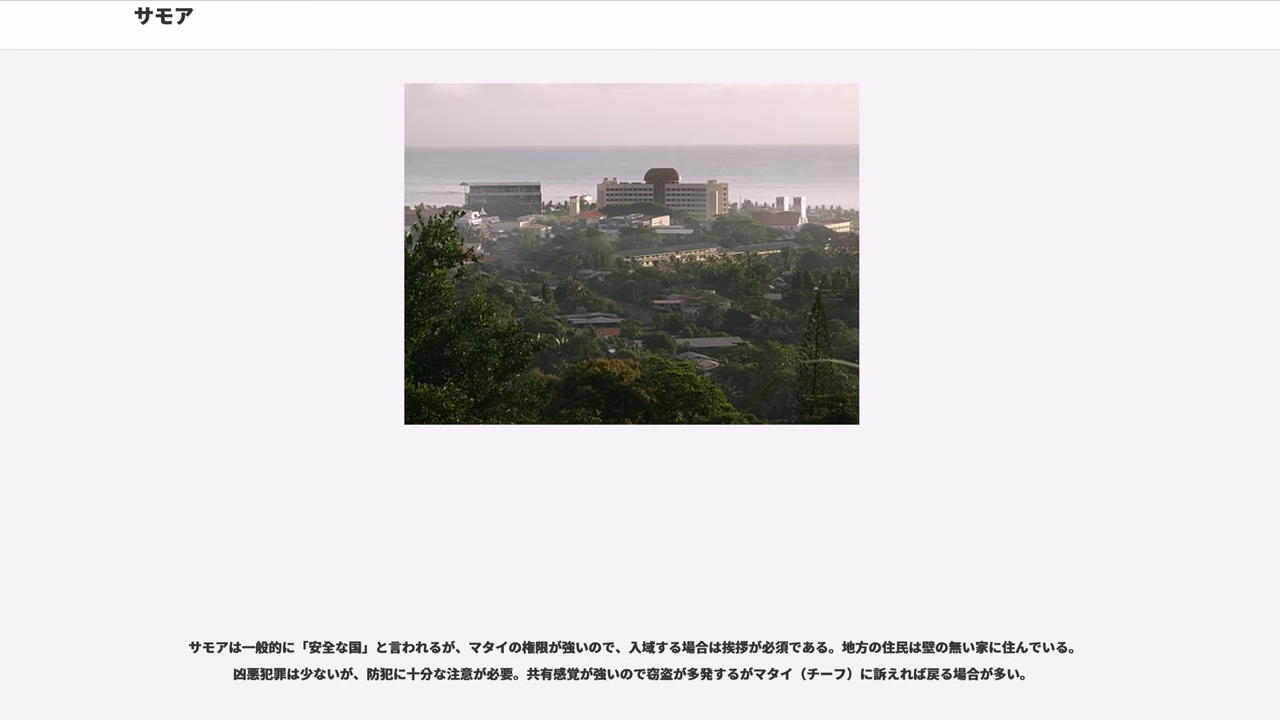 サモア
サモアは一般的に「安全な国」と言われるが、マタイの権限が強いので、入域する場合は挨拶が必須である。地方の住民は壁の無い家に住んでいる。
凶悪犯罪は少ないが、防犯に十分な注意が必要。共有感覚が強いので窃盗が多発するがマタイ（チーフ）に訴えれば戻る場合が多い。